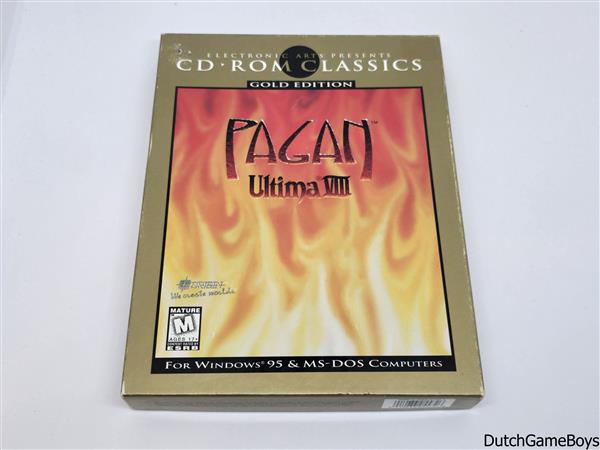 ELECTRONIC ARTS PRESENTS
CD·ROM CLASSICS
GOLD EDITION
PAGAN™
Ultima VIII
ORIGIN
We create worlds.
MATURE
M
AGES 17+
ESRB
FOR WINDOWS® 95 & MS-DOS COMPUTERS
DutchGameBoys